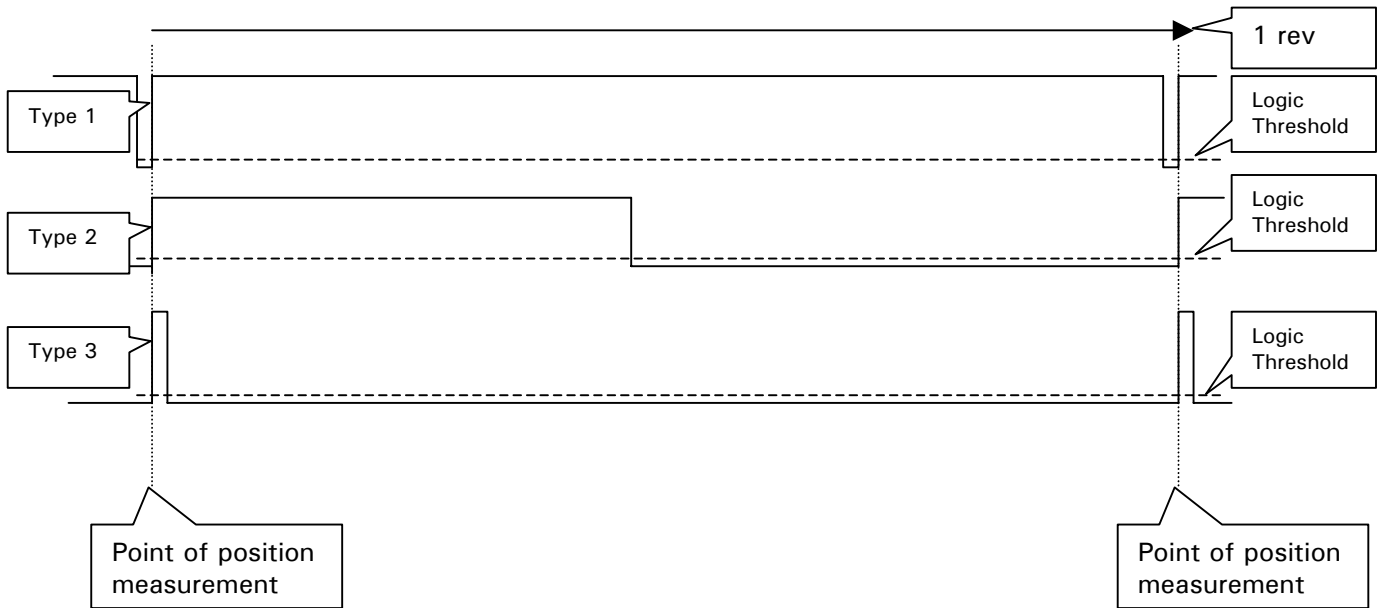 1 rev
Type 1
Logic
Threshold
Type 2
Logic
Threshold
Type 3
Logic
Threshold
Point of position
measurement
Point of position
measurement